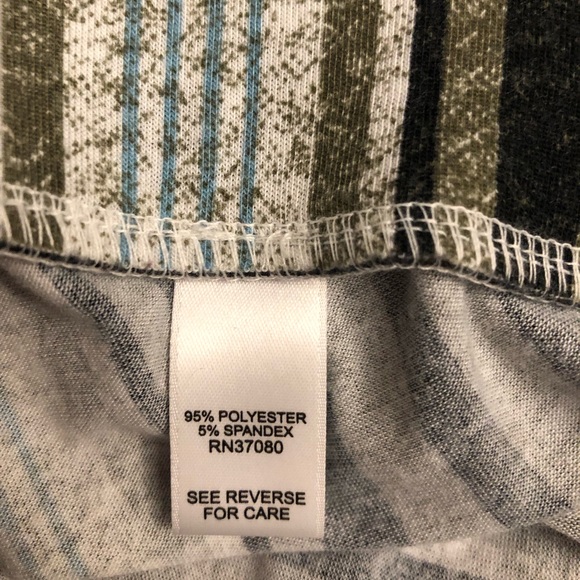 95% POLYESTER
5% SPANDEX
RN37080
SEE REVERSE
FOR CARE